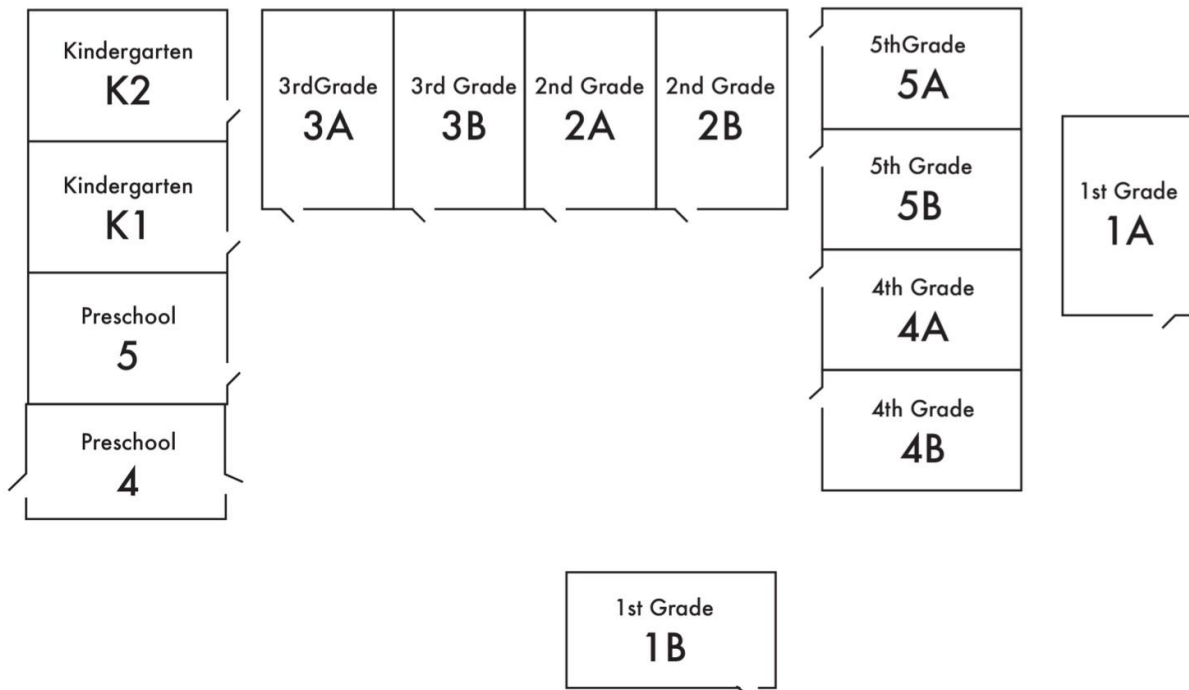 Kindergarten
K2
Kindergarten
K1
Preschool
5
Preschool
4
3rdGrade
3A
3rd Grade
3B
2nd Grade
2A
2nd Grade
2B
5thGrade
5A
5th Grade
5B
4th Grade
4A
4th Grade
4B
1st Grade
1A
1st Grade
1B